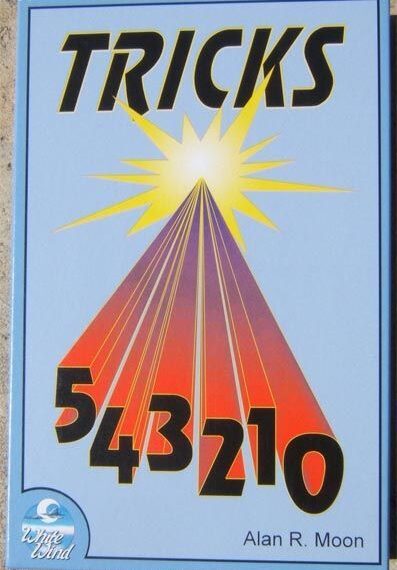 TRICKS
543210
White
Wind
Alan R. Moon